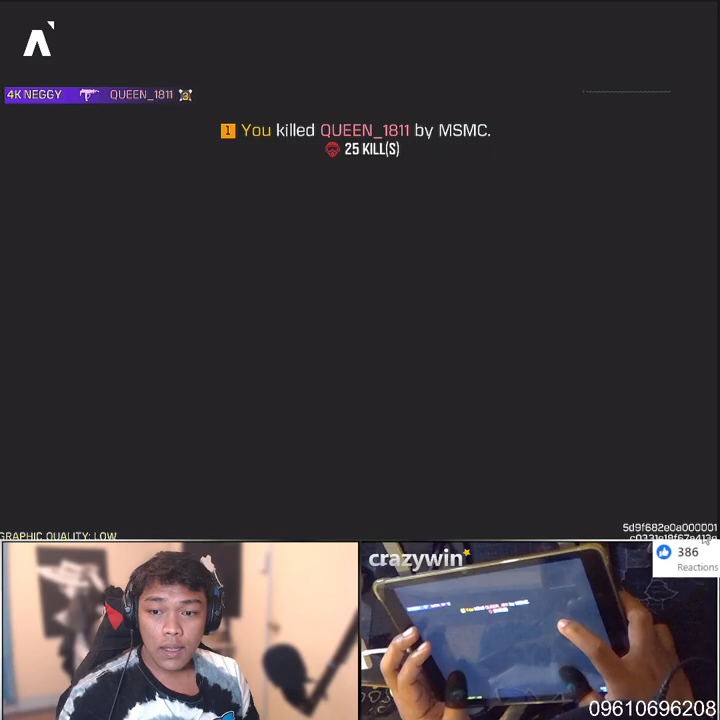 4K NEGGY QUEEN_1811
1 You killed QUEEN_1811 by MSMC.
25 KILL(S)
GRAPHIC QUALITY: LOW
5d9f682e0a000001
crazywin
386
Reactions
09610696208